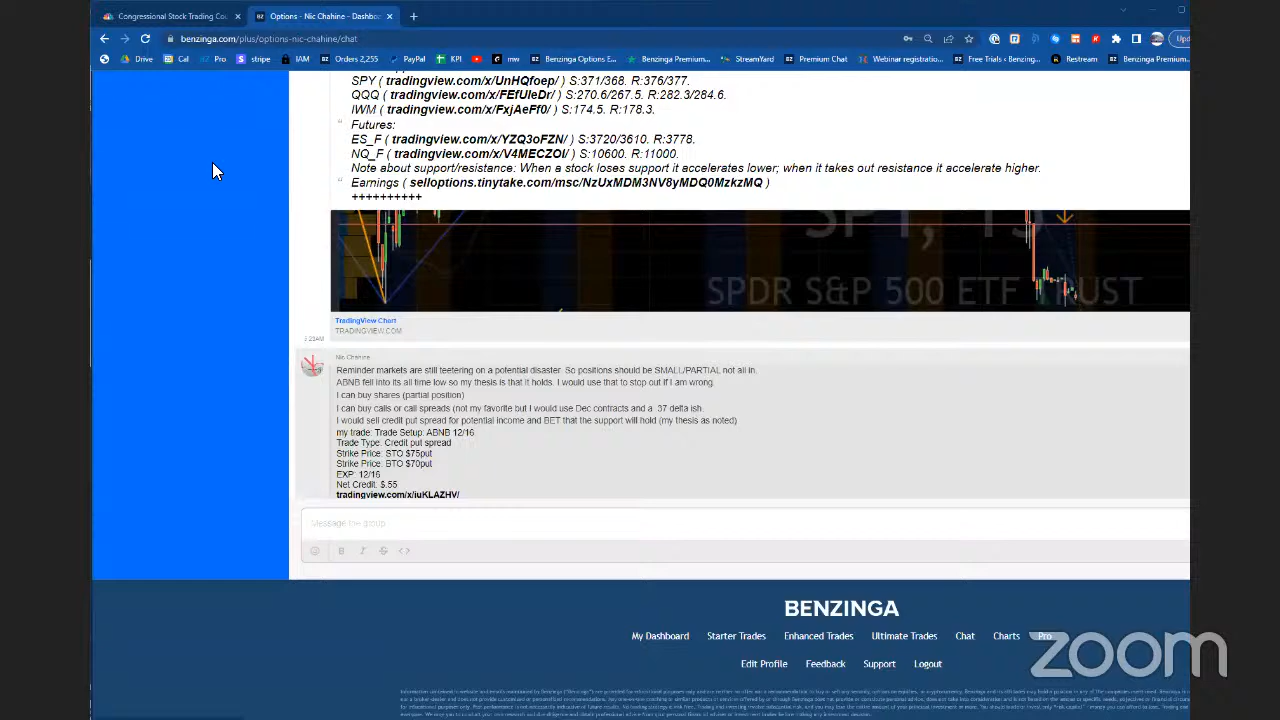 Congressional Stock Trading Co
Options - Nic Chahine - Dashbo
benzinga.com/plus/options-nic-chahine/chat
Drive Cal Pro stripe IAM Orders 2,255 PayPal KPI mw Benzinga Options E... Benzinga Premium... StreamYard Premium Chat Webinar registratio... Free Trials ‹ Benzing... Restream Benzinga Premium
SPY ( tradingview.com/x/UnHQfoep/ ) S:371/368. R:376/377.
QQQ ( tradingview.com/x/FEfUIeDr/ ) S:270.6/267.5. R:282.3/284.6.
IWM ( tradingview.com/x/FxjAeFf0/ ) S:174.5. R:178.3.
Futures:
ES_F ( tradingview.com/x/YZQ3oFZN/ ) S:3720/3610. R:3778.
NQ_F ( tradingview.com/x/V4MECZOI/ ) S:10600. R:11000.
Note about support/resistance: When a stock loses support it accelerates lower; when it takes out resistance it accelerate higher.
Earnings ( selloptions.tinytake.com/msc/NzUxMDM3NV8yMDQ0MzkzMQ )
++++++++++
SPDR S&P 500 ETF TRUST
TradingView Chart
TRADINGVIEW.COM
Nic Chahine
Reminder markets are still teetering on a potential disaster. So positions should be SMALL/PARTIAL not all in.
ABNB fell into its all time low so my thesis is that it holds. I would use that to stop out if I am wrong.
I can buy shares (partial position)
I can buy calls or call spreads (not my favorite but I would use Dec contracts and a .37 delta ish.
I would sell credit put spread for potential income and BET that the support will hold (my thesis as noted)
my trade: Trade Setup: ABNB 12/16
Trade Type: Credit put spread
Strike Price: STO $75put
Strike Price: BTO $70put
EXP: 12/16
Net Credit: $.55
tradingview.com/x/iuKLAZHV/
Message the group
BENZINGA
My Dashboard Starter Trades Enhanced Trades Ultimate Trades Chat Charts Pro
Edit Profile Feedback Support Logout
zoom